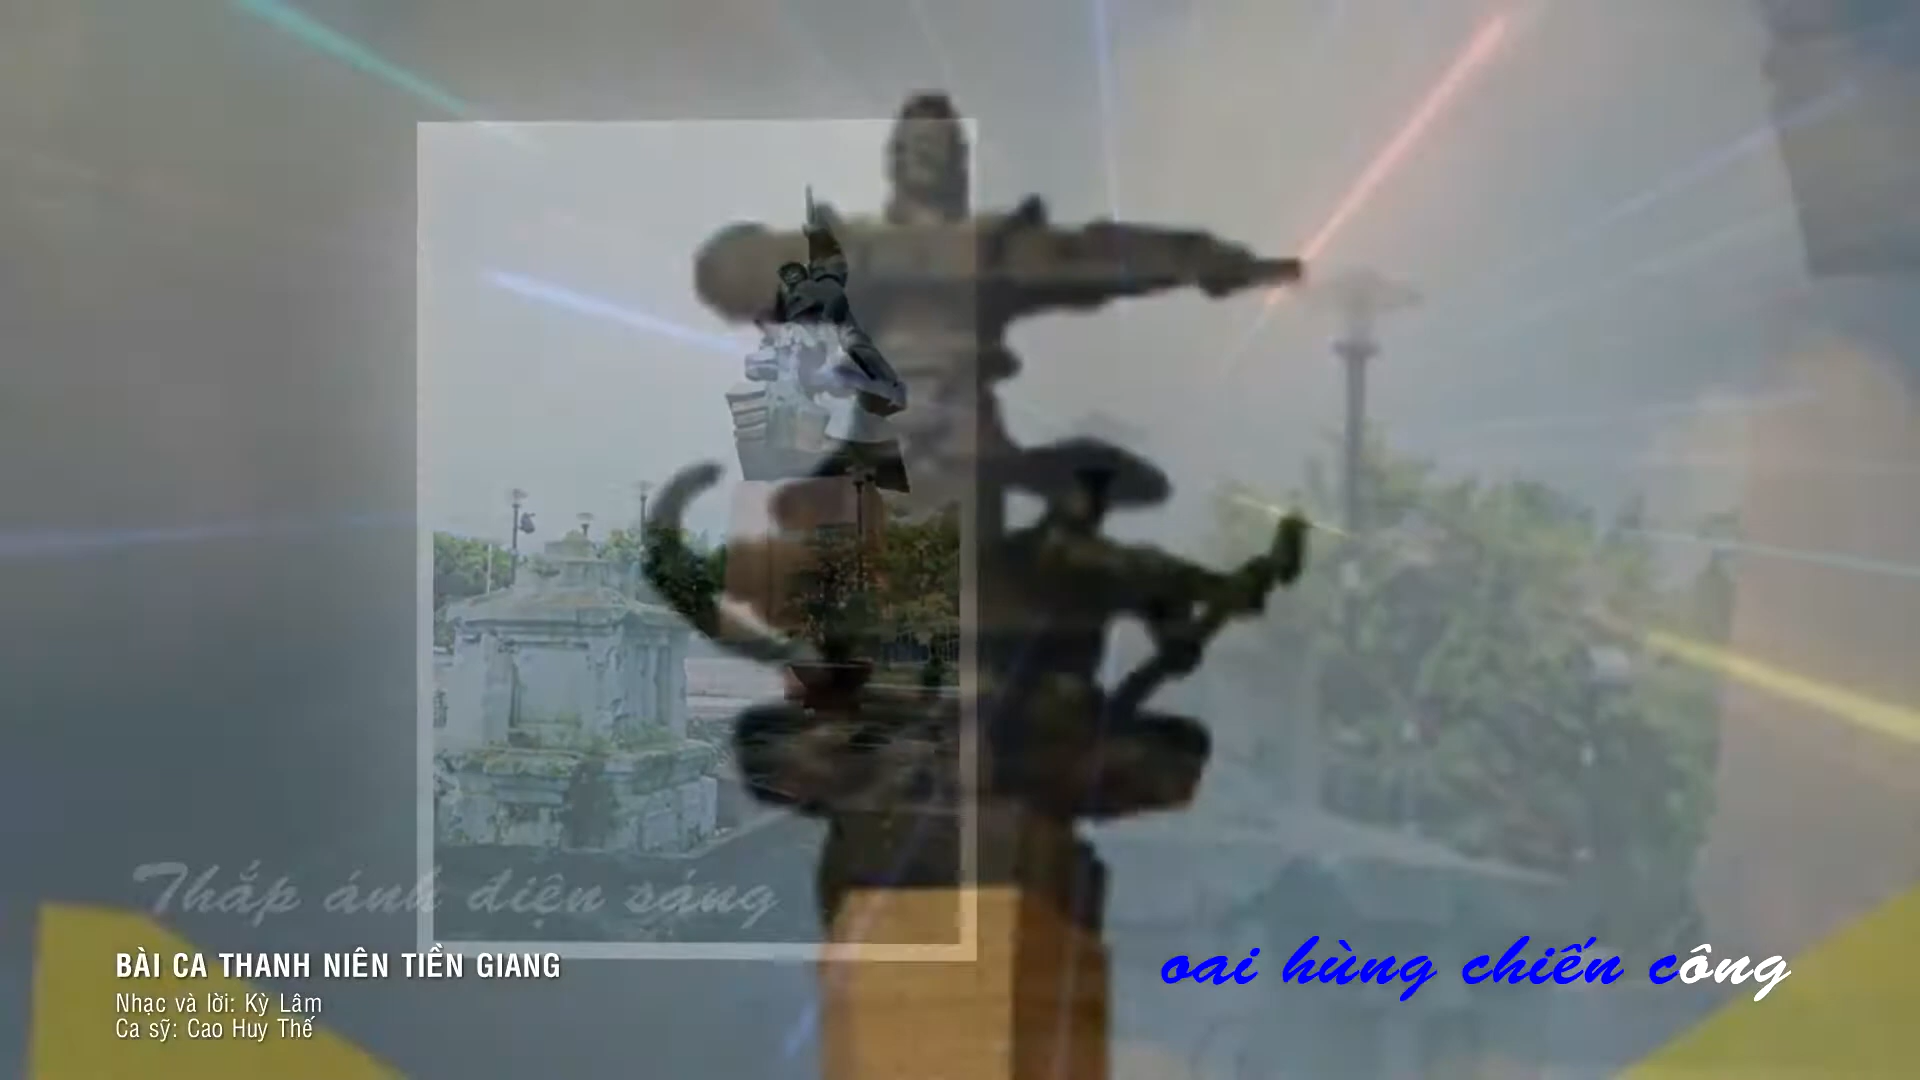 Thắp ánh điện sáng
BÀI CA THANH NIÊN TIỀN GIANG
Nhạc và lời: Kỳ Lâm
Ca sỹ: Cao Huy Thế
oai hùng chiến công